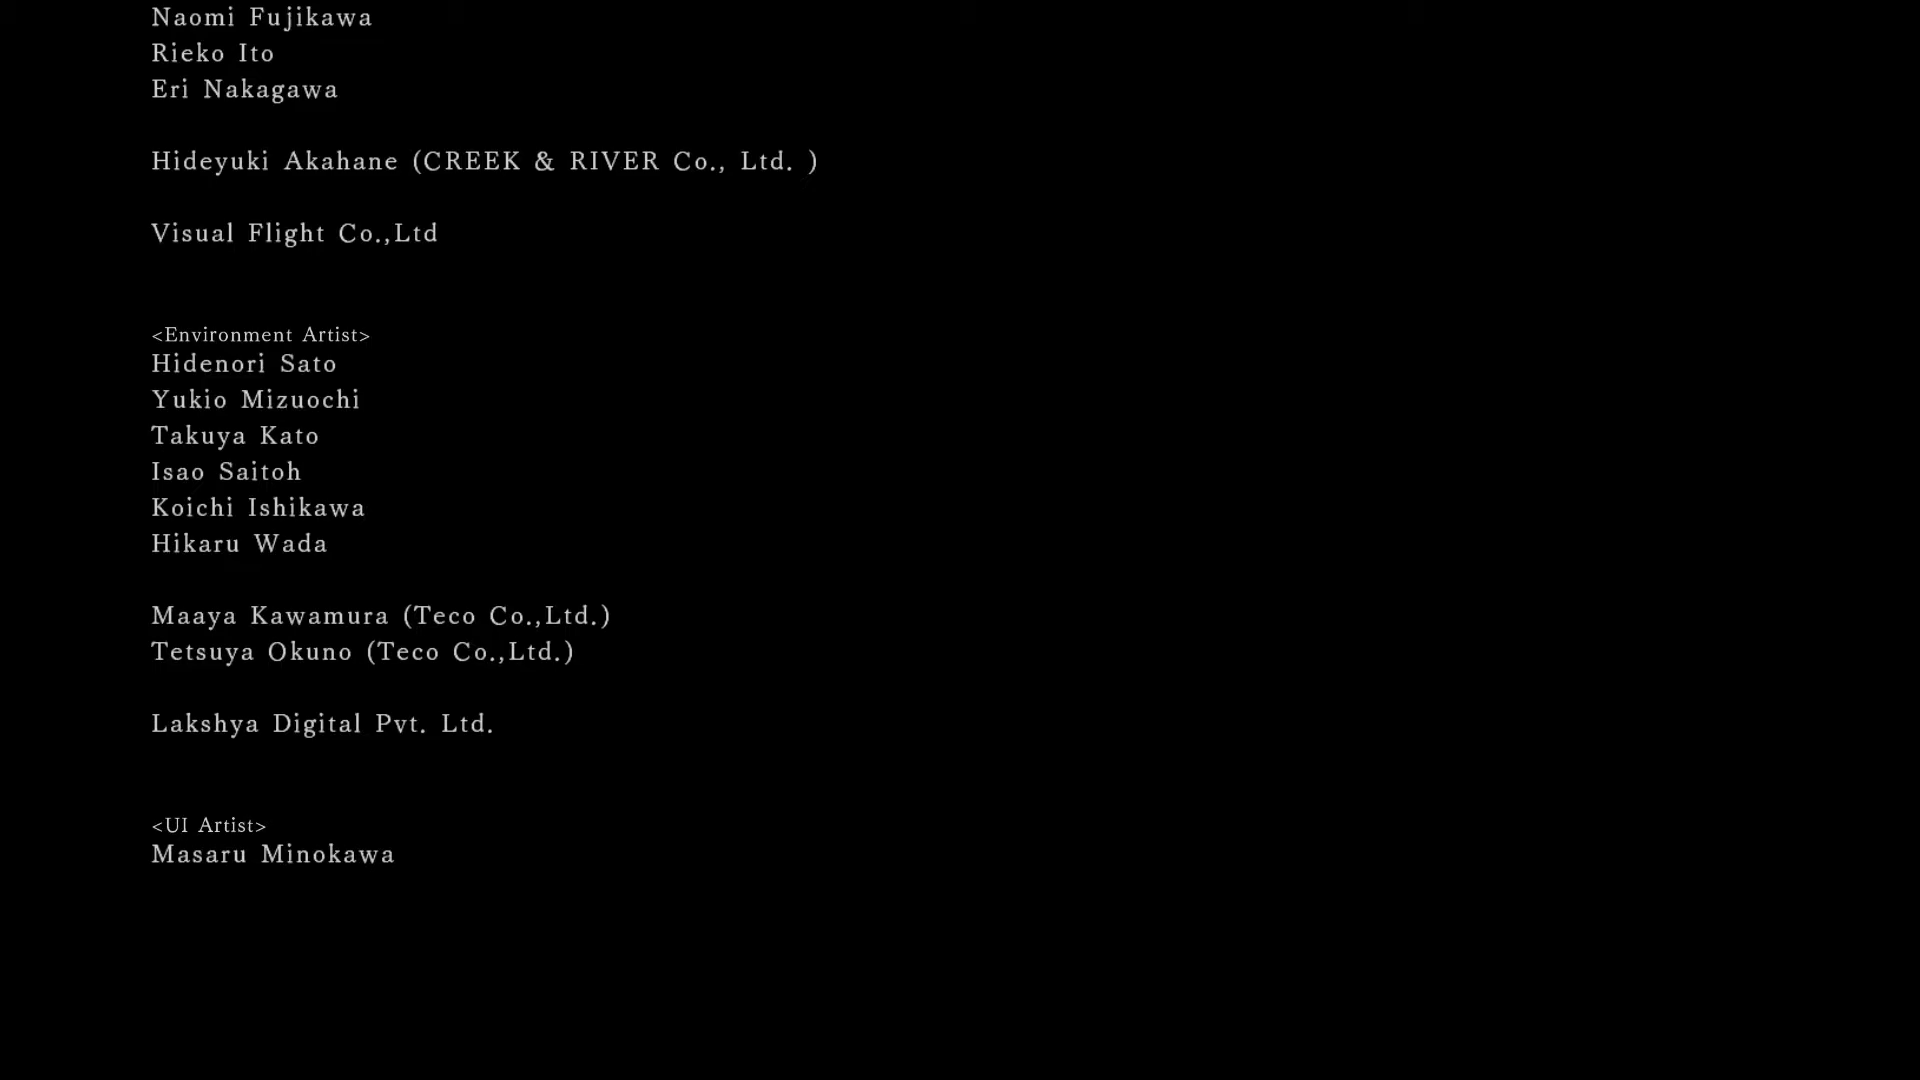 Naomi Fujikawa
Rieko Ito
Eri Nakagawa
Hideyuki Akahane (CREEK & RIVER Co., Ltd. )
Visual Flight Co.,Ltd
<Environment Artist>
Hidenori Sato
Yukio Mizuochi
Takuya Kato
Isao Saitoh
Koichi Ishikawa
Hikaru Wada
Maaya Kawamura (Teco Co.,Ltd.)
Tetsuya Okuno (Teco Co.,Ltd.)
Lakshya Digital Pvt. Ltd.
<UI Artist>
Masaru Minokawa